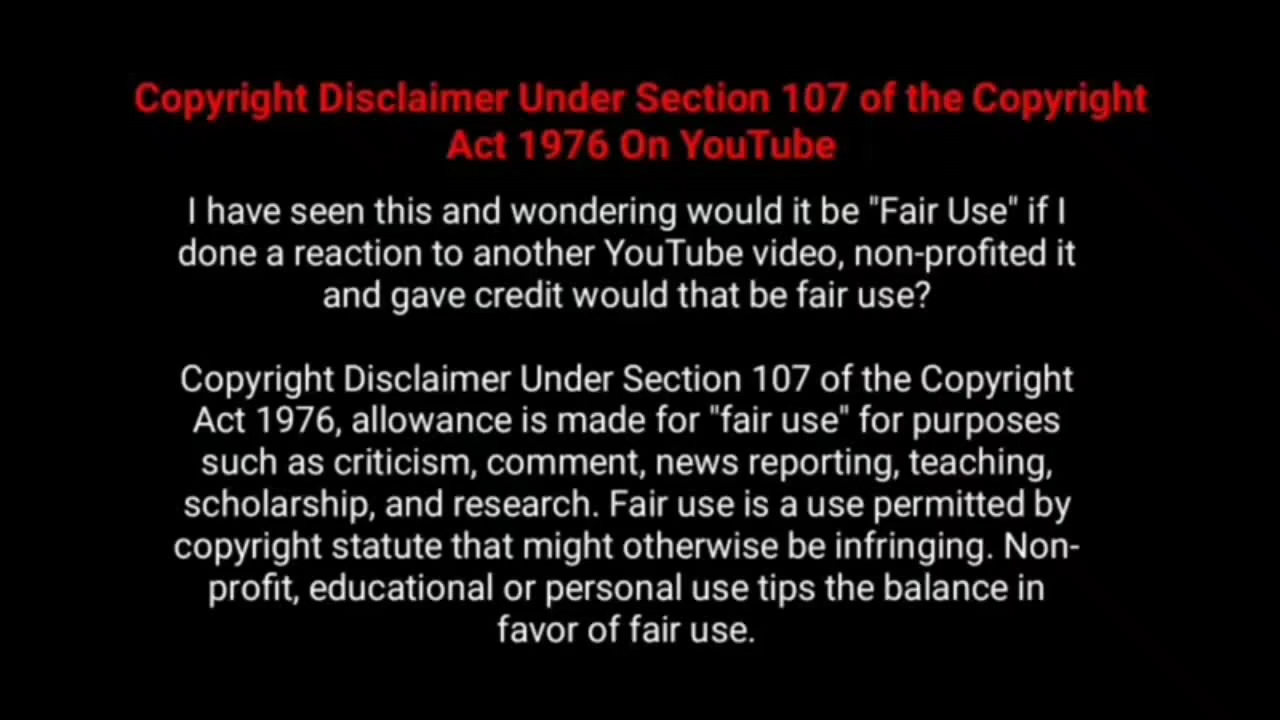 Copyright Disclaimer Under Section 107 of the Copyright
Act 1976 On YouTube
I have seen this and wondering would it be "Fair Use" if I
done a reaction to another YouTube video, non-profited it
and gave credit would that be fair use?
Copyright Disclaimer Under Section 107 of the Copyright
Act 1976, allowance is made for "fair use" for purposes
such as criticism, comment, news reporting, teaching,
scholarship, and research. Fair use is a use permitted by
copyright statute that might otherwise be infringing. Non-
profit, educational or personal use tips the balance in
favor of fair use.